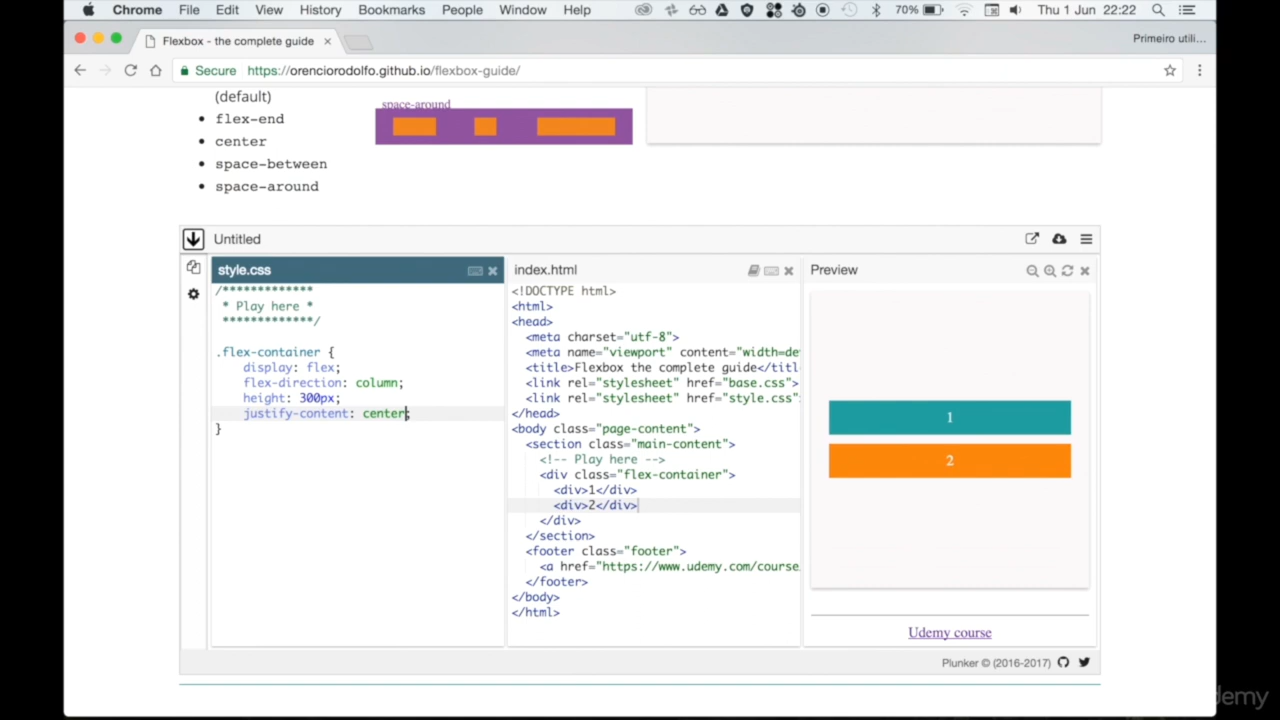 Chrome File Edit View History Bookmarks People Window Help 70% Thu 1 Jun 22:22
Flexbox - the complete guide
Primeiro utili...
Secure https://orenciorodolfo.github.io/flexbox-guide/
(default)
flex-end
center
space-between
space-around
space-around
Untitled
style.css
/*************
* Play here *
*************/
.flex-container {
display: flex;
flex-direction: column;
height: 300px;
justify-content: center;
}
index.html
<!DOCTYPE html>
<html>
<head>
<meta charset="utf-8">
<meta name="viewport" content="width=de
<title>Flexbox the complete guide</titl
<link rel="stylesheet" href="base.css">
<link rel="stylesheet" href="style.css"
</head>
<body class="page-content">
<section class="main-content">
<!-- Play here -->
<div class="flex-container">
<div>1</div>
<div>2</div>
</div>
</section>
<footer class="footer">
<a href="https://www.udemy.com/course
</footer>
</body>
</html>
Preview
1
2
Udemy course
Plunker © (2016-2017)
demy